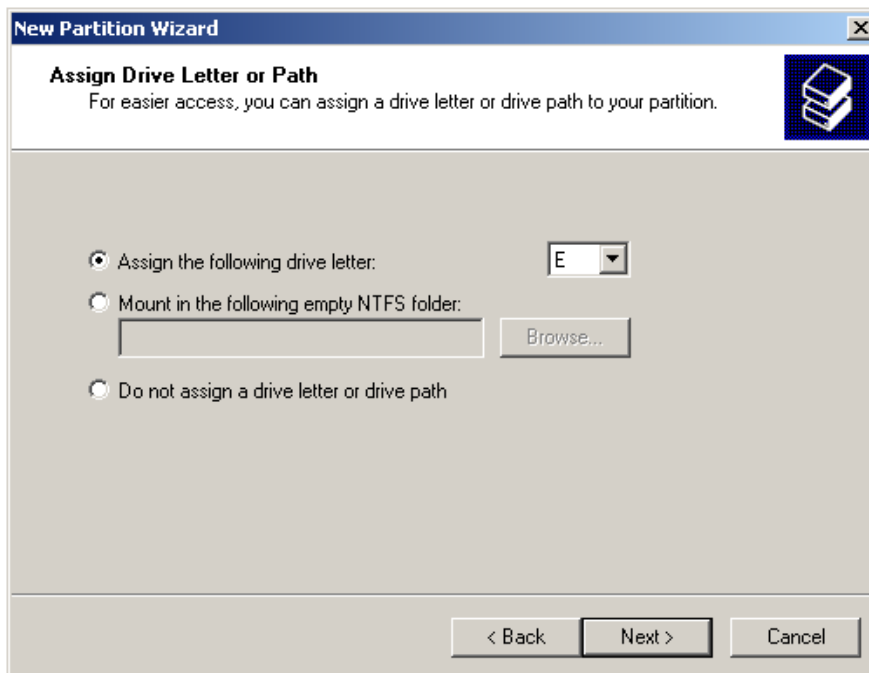 New Partition Wizard
Assign Drive Letter or Path
For easier access, you can assign a drive letter or drive path to your partition.
Assign the following drive letter:
E
Mount in the following empty NTFS folder:
Browse...
Do not assign a drive letter or drive path
< Back
Next >
Cancel